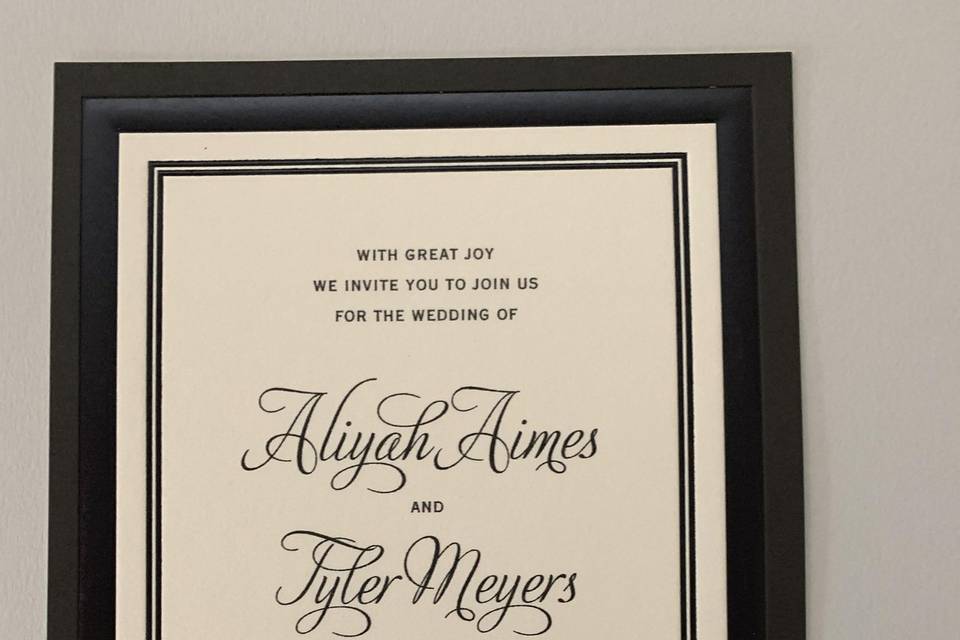 WITH GREAT JOY
WE INVITE YOU TO JOIN US
FOR THE WEDDING OF
Aliyah Aimes
AND
Tyler Meyers